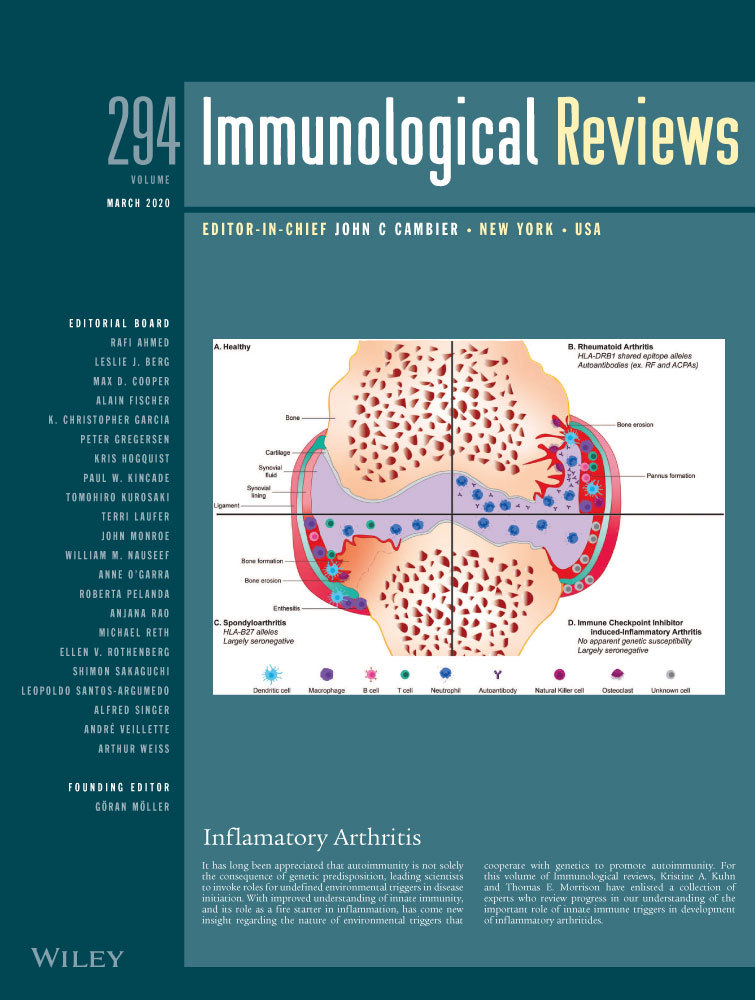 294
VOLUME
MARCH 2020
Immunological Reviews
EDITOR-IN-CHIEF JOHN C CAMBIER • NEW YORK • USA
EDITORIAL BOARD
RAFI AHMED
LESLIE J. BERG
MAX D. COOPER
ALAIN FISCHER
K. CHRISTOPHER GARCIA
PETER GREGERSEN
KRIS HOGQUIST
PAUL W. KINCADE
TOMOHIRO KUROSAKI
TERRI LAUFER
JOHN MONROE
WILLIAM M. NAUSEEF
ANNE O'GARRA
ROBERTA PELANDA
ANJANA RAO
MICHAEL RETH
ELLEN V. ROTHENBERG
SHIMON SAKAGUCHI
LEOPOLDO SANTOS-ARGUMEDO
ALFRED SINGER
ANDRÉ VEILLETTE
ARTHUR WEISS
FOUNDING EDITOR
GÖRAN MÖLLER
A. Healthy
B. Rheumatoid Arthritis
HLA-DRB1 shared epitope alleles
Autoantibodies (ex. RF and ACPAs)
Bone
Cartilage
Synovial
fluid
Synovial
lining
Ligament
Bone erosion
Pannus formation
Bone formation
Bone erosion
Enthesitis
C. Spondyloarthritis
HLA-B27 alleles
Largely seronegative
D. Immune Checkpoint Inhibitor
induced-Inflammatory Arthritis
No apparent genetic susceptibility
Largely seronegative
Dendritic cell
Macrophage
B cell
T cell
Neutrophil
Autoantibody
Natural Killer cell
Osteoclast
Unknown cell
Inflamatory Arthritis
It has long been appreciated that autoimmunity is not solely
the consequence of genetic predisposition, leading scientists
to invoke roles for undefined environmental triggers in disease
initiation. With improved understanding of innate immunity,
and its role as a fire starter in inflammation, has come new
insight regarding the nature of environmental triggers that
cooperate with genetics to promote autoimmunity. For
this volume of Immunological reviews, Kristine A. Kuhn
and Thomas E. Morrison have enlisted a collection of
experts who review progress in our understanding of the
important role of innate immune triggers in development
of inflammatory arthritides.
WILEY